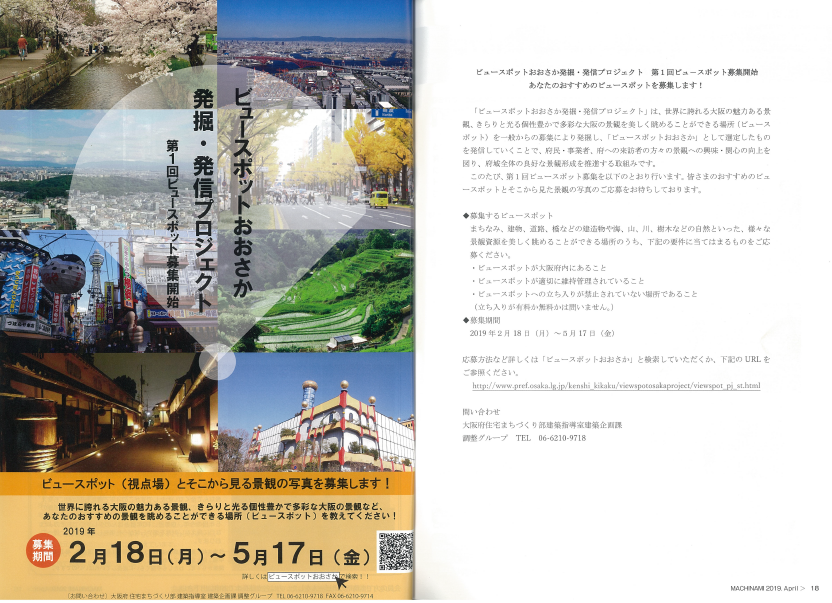 ビュースポットおおさか
発掘・発信プロジェクト
第1回ビュースポット募集開始
ビュースポット（視点場）とそこから見る景観の写真を募集します！
世界に誇れる大阪の魅力ある景観、きらりと光る個性豊かで多彩な大阪の景観など、
あなたのおすすめの景観を眺めることができる場所（ビュースポット）を教えてください！
2019年
募集
期間
2月18日(月)～5月17日（金）
詳しくは ビュースポットおおさか で検索！！
（お問い合わせ）大阪府 住宅まちづくり部 建築指導室 建築企画課 調整グループ TEL 06-6210-9718 FAX 06-6210-9714
ビュースポットおおさか発掘・発信プロジェクト　第1回ビュースポット募集開始
あなたのおすすめのビュースポットを募集します！
「ビュースポットおおさか発掘・発信プロジェクト」は、世界に誇れる大阪の魅力ある景
観、きらりと光る個性豊かで多彩な大阪の景観を美しく眺めることができる場所（ビュース
ポット）を一般からの募集により発掘し、「ビュースポットおおさか」として選定したもの
を発信していくことで、府民・事業者、府への来訪者の方々の景観への興味・関心の向上を
図り、府域全体の良好な景観形成を推進する取組みです。
このたび、第1回ビュースポット募集を以下のとおり行います。皆さまのおすすめのビュ
ースポットとそこから見た景観の写真のご応募をお待ちしております。
◆募集するビュースポット
まちなみ、建物、道路、橋などの建造物や海、山、川、樹木などの自然といった、様々な
景観資源を美しく眺めることができる場所のうち、下記の要件に当てはまるものをご応
募ください。
・ビュースポットが大阪府内にあること
・ビュースポットが適切に維持管理されていること
・ビュースポットへの立ち入りが禁止されていない場所であること
（立ち入りが有料か無料かは問いません。）
◆募集期間
2019年2月18日（月）～5月17日（金）
応募方法など詳しくは「ビュースポットおおさか」と検索していただくか、下記のURLを
ご参照ください。
http://www.pref.osaka.lg.jp/kenshi_kikaku/viewspotosakaproject/viewspot_pj_st.html
問い合わせ
大阪府住宅まちづくり部建築指導室建築企画課
調整グループ　TEL　06-6210-9718
MACHINAMI 2019. April ＞ 18